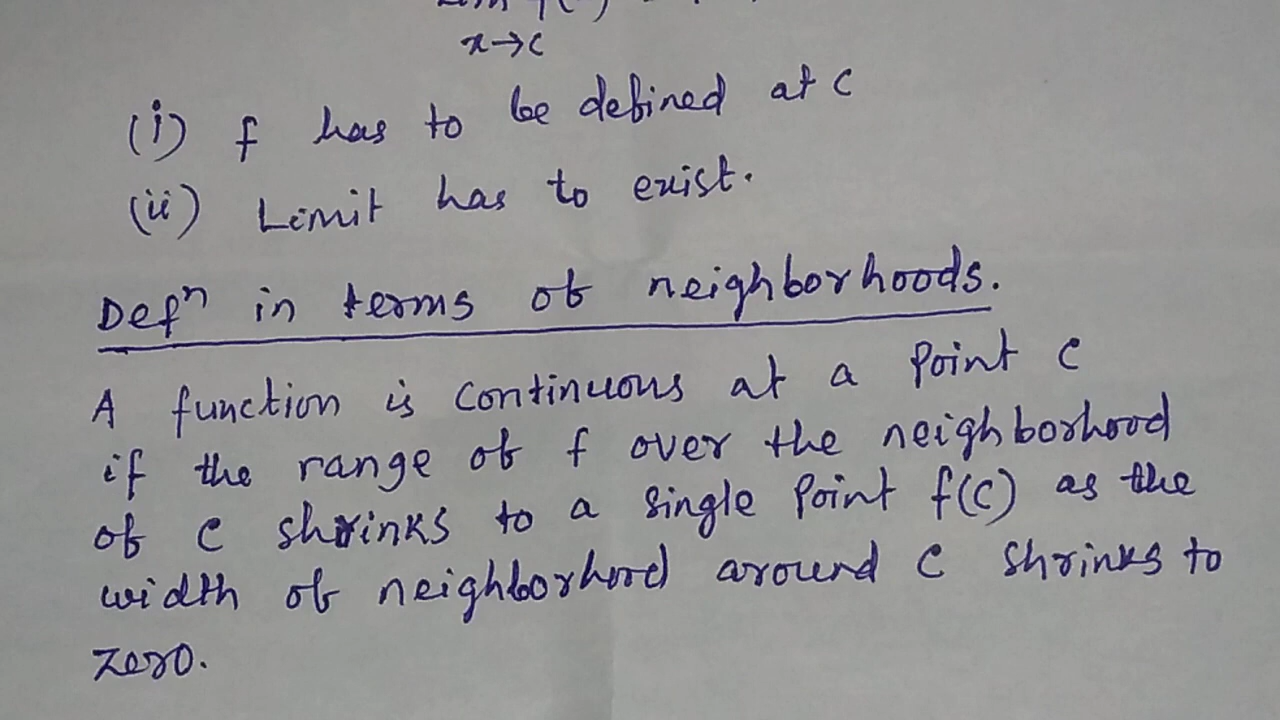 x→c
(i) f has to be defined at c
(ii) Limit has to exist.
Defⁿ in terms of neighborhoods.
A function is continuous at a point c
if the range of f over the neighborhood
of c shrinks to a single point f(c) as the
width of neighborhood around c shrinks to
zero.